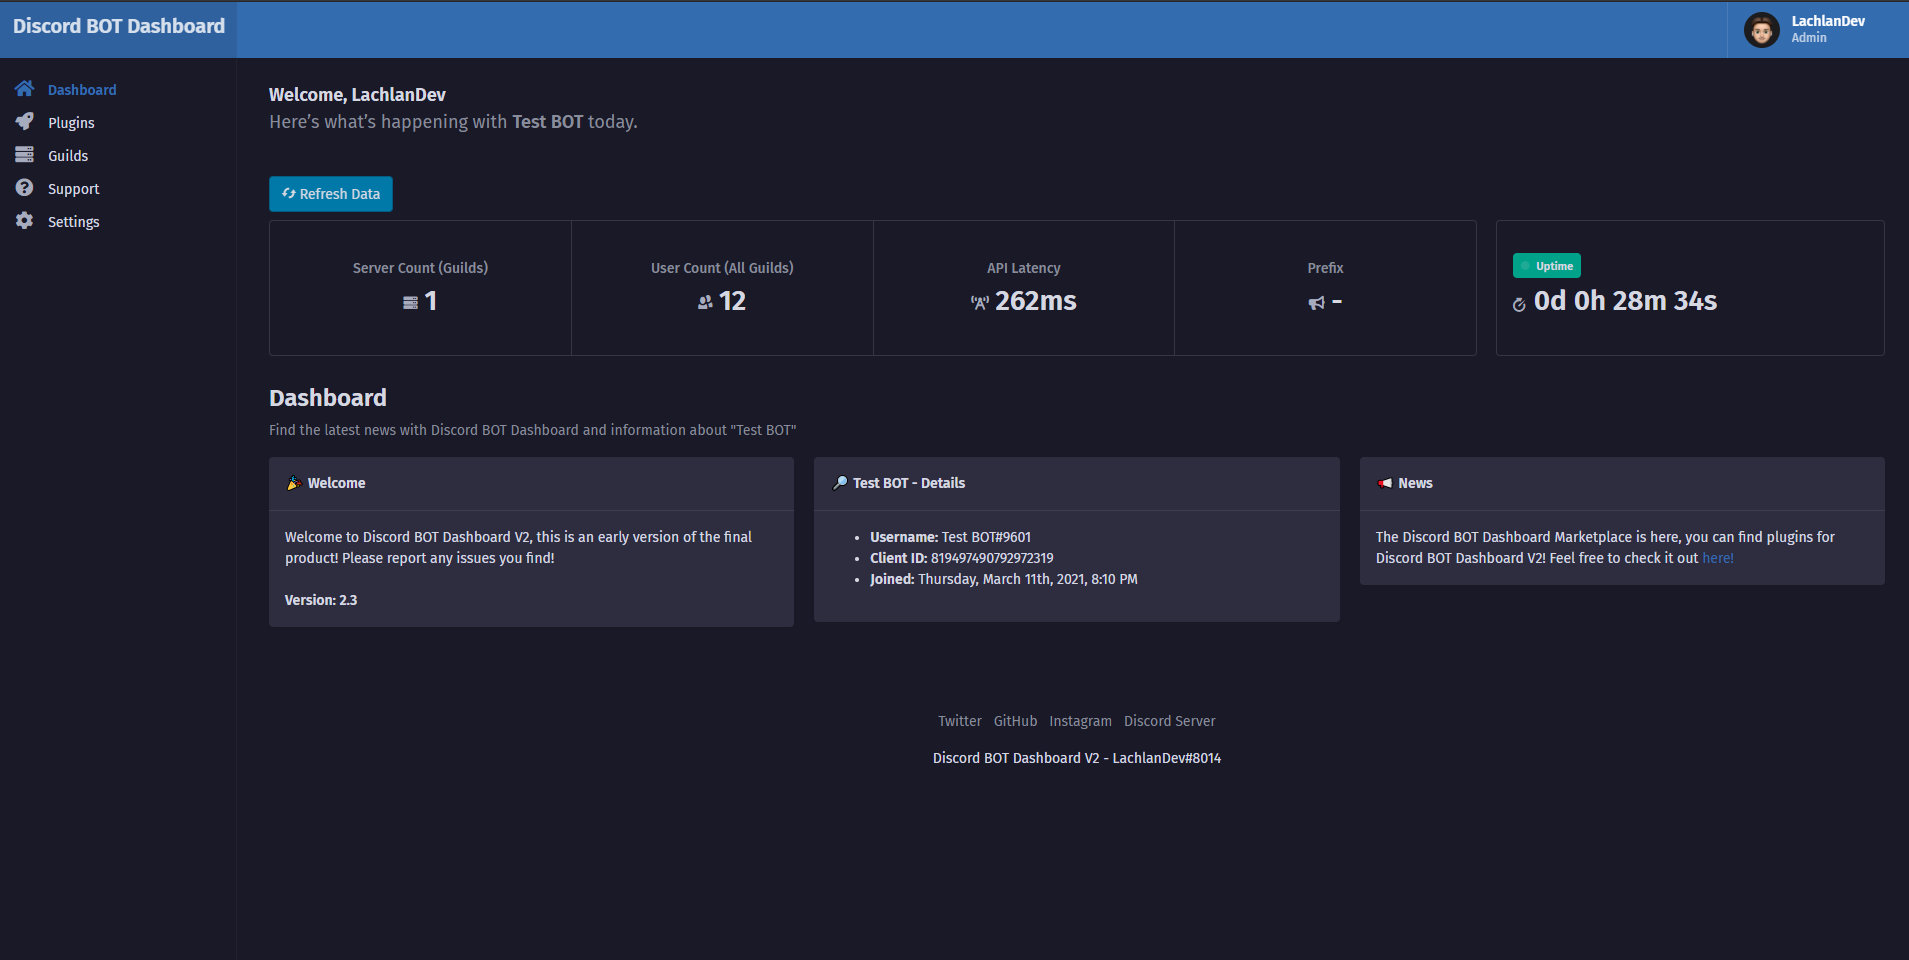 Discord BOT Dashboard
LachlanDev
Admin
Dashboard
Plugins
Guilds
Support
Settings
Welcome, LachlanDev
Here's what's happening with Test BOT today.
Refresh Data
Server Count (Guilds)
1
User Count (All Guilds)
12
API Latency
262ms
Prefix
-
Uptime
0d 0h 28m 34s
Dashboard
Find the latest news with Discord BOT Dashboard and information about "Test BOT"
Welcome
Welcome to Discord BOT Dashboard V2, this is an early version of the final
product! Please report any issues you find!
Version: 2.3
Test BOT - Details
• Username: Test BOT#9601
• Client ID: 819497490792972319
• Joined: Thursday, March 11th, 2021, 8:10 PM
News
The Discord BOT Dashboard Marketplace is here, you can find plugins for
Discord BOT Dashboard V2! Feel free to check it out here!
Twitter GitHub Instagram Discord Server
Discord BOT Dashboard V2 - LachlanDev#8014